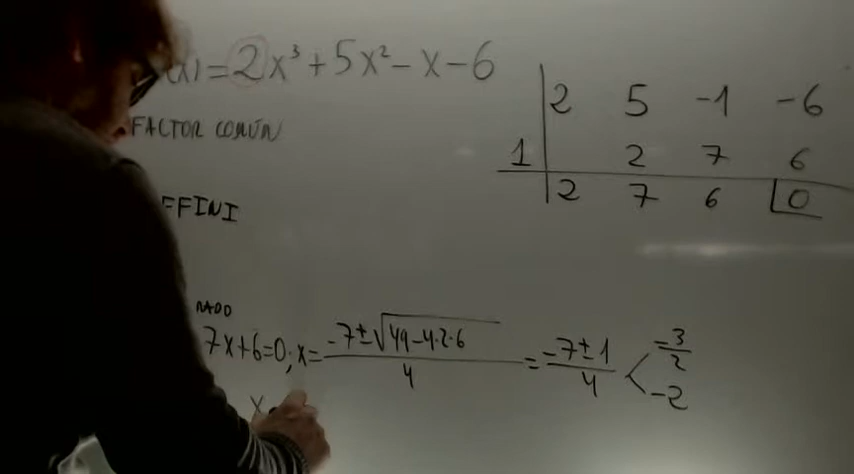 (x)=2x³+5x²-x-6
FACTOR COMÚN
FFINI
2 5 -1 -6
1 2 7 6
2 7 6 0
RADO
7x+6=0; x= -7±√49-4·2·6 / 4 = -7±1 / 4 < -3/2
-2
x